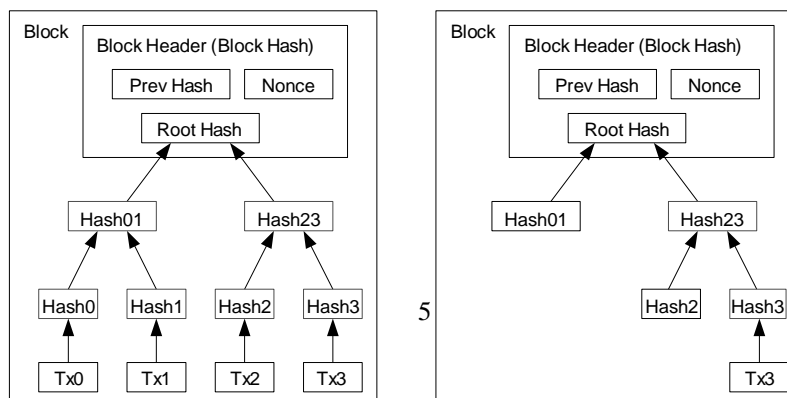 Block
Block Header (Block Hash)
Prev Hash
Nonce
Root Hash
Hash01
Hash23
Hash0
Hash1
Hash2
Hash3
Tx0
Tx1
Tx2
Tx3
5
Block
Block Header (Block Hash)
Prev Hash
Nonce
Root Hash
Hash01
Hash23
Hash2
Hash3
Tx3